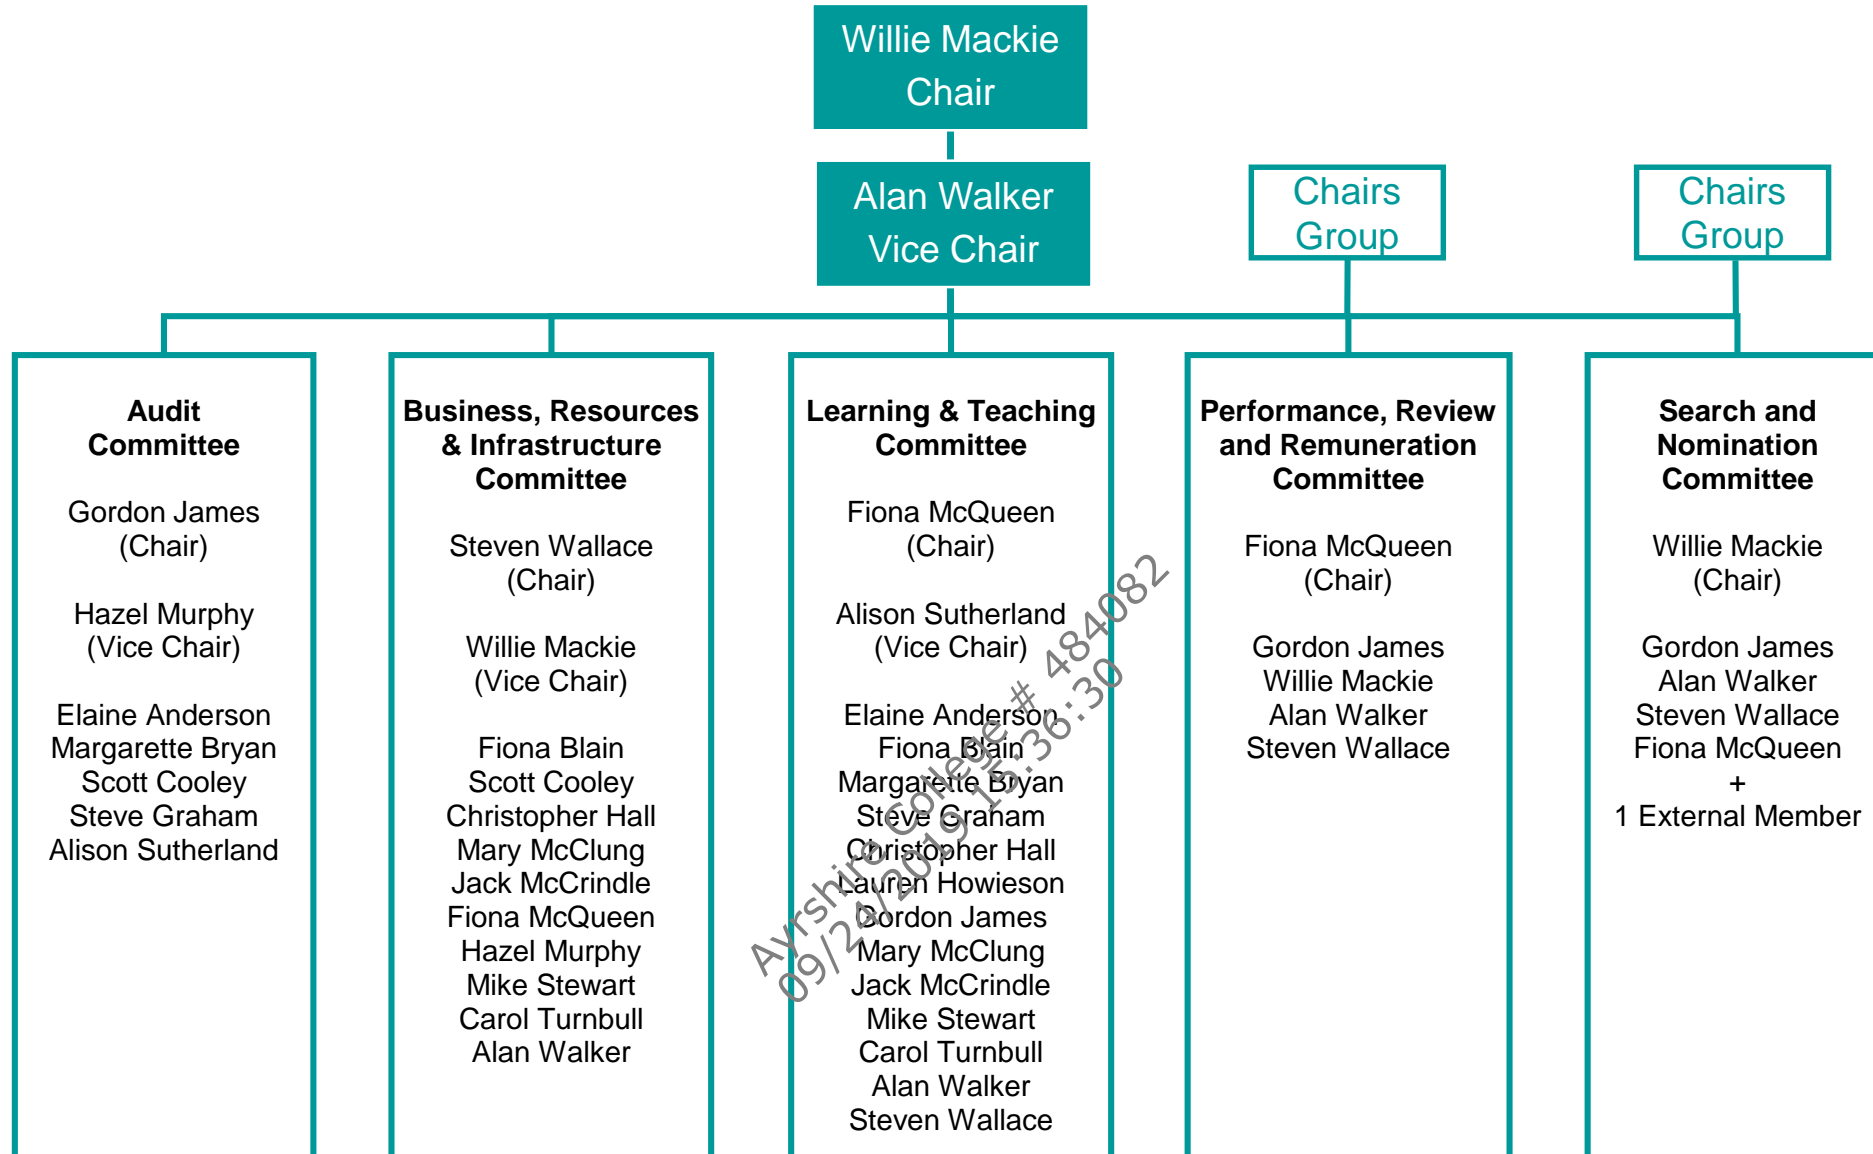 Willie Mackie
Chair
Alan Walker
Vice Chair
Chairs
Group
Chairs
Group
Audit
Committee
Gordon James
(Chair)
Hazel Murphy
(Vice Chair)
Elaine Anderson
Margarette Bryan
Scott Cooley
Steve Graham
Alison Sutherland
Business, Resources
& Infrastructure
Committee
Steven Wallace
(Chair)
Willie Mackie
(Vice Chair)
Fiona Blain
Scott Cooley
Christopher Hall
Mary McClung
Jack McCrindle
Fiona McQueen
Hazel Murphy
Mike Stewart
Carol Turnbull
Alan Walker
Learning & Teaching
Committee
Fiona McQueen
(Chair)
Alison Sutherland
(Vice Chair)
Elaine Anderson
Fiona Blain
Margarette Bryan
Steve Graham
Christopher Hall
Lauren Howieson
Gordon James
Mary McClung
Jack McCrindle
Mike Stewart
Carol Turnbull
Alan Walker
Steven Wallace
Performance, Review
and Remuneration
Committee
Fiona McQueen
(Chair)
Gordon James
Willie Mackie
Alan Walker
Steven Wallace
Search and
Nomination
Committee
Willie Mackie
(Chair)
Gordon James
Alan Walker
Steven Wallace
Fiona McQueen
+
1 External Member
Ayrshire College # 484082
09/24/2019 15:36:30